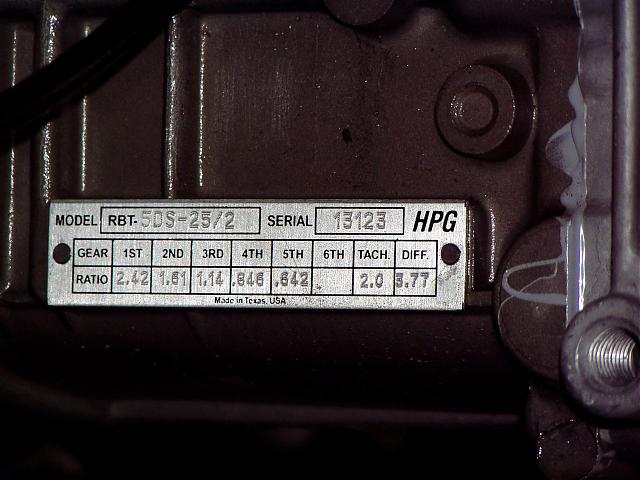 MODEL RBT-5DS-25/2 SERIAL 13123 HPG
GEAR 1ST 2ND 3RD 4TH 5TH 6TH TACH. DIFF.
RATIO 2.42 1.61 1.14 .846 .642 2.0 3.77
Made in Texas, USA